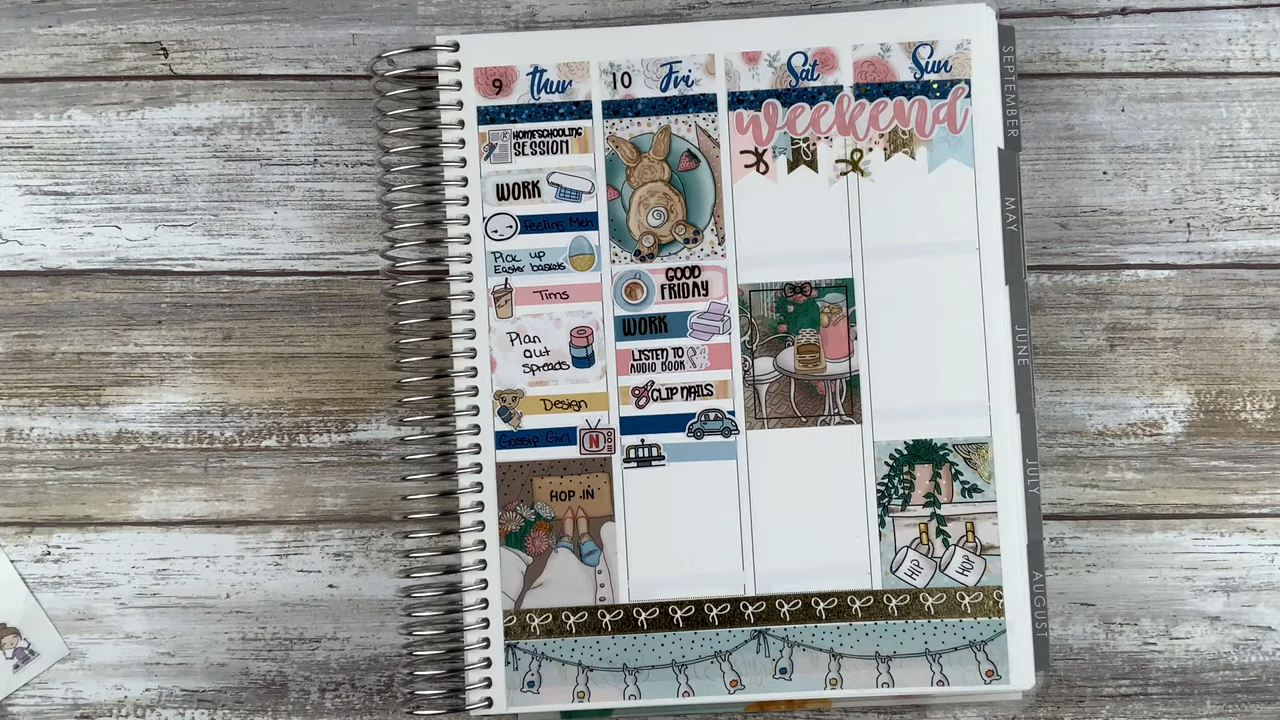 9 Thur
10 Fri
Sat
Sun
weekend
HOMESCHOOLING
SESSION
WORK
Feeling Meh
Pick up
Easter baskets
Tims
Plan
out
spreads
Design
Gossip Girl
N
HOP IN
GOOD
FRIDAY
WORK
LISTEN TO
AUDIO BOOK
CLIP NAILS
HIP
HOP
SEPTEMBER
MAY
JUNE
JULY
AUGUST